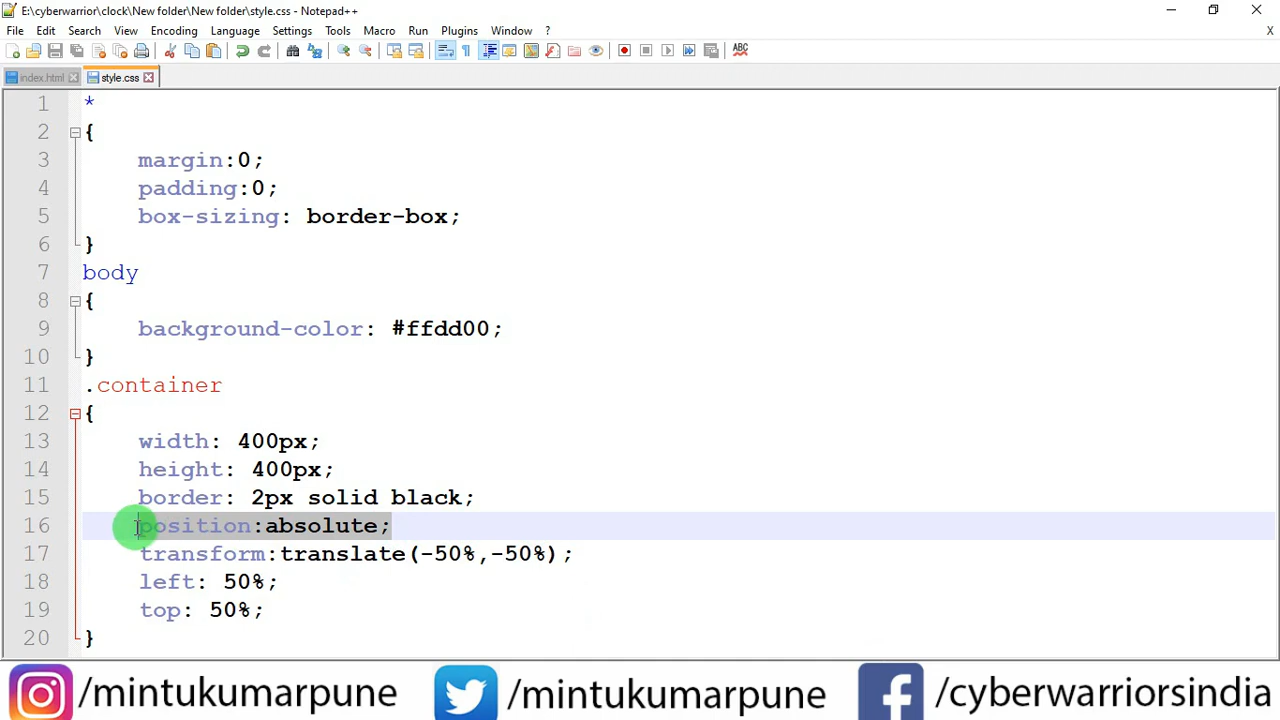 E:\cyberwarrior\clock\New folder\New folder\style.css - Notepad++
File Edit Search View Encoding Language Settings Tools Macro Run Plugins Window ? X
ABC
index.html style.css
1 *
2 {
3 margin:0;
4 padding:0;
5 box-sizing: border-box;
6 }
7 body
8 {
9 background-color: #ffdd00;
10 }
11 .container
12 {
13 width: 400px;
14 height: 400px;
15 border: 2px solid black;
16 position:absolute;
17 transform:translate(-50%,-50%);
18 left: 50%;
19 top: 50%;
20 }
/mintukumarpune /mintukumarpune /cyberwarriorsindia